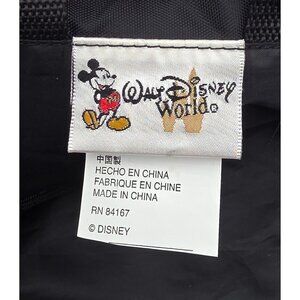 Walt Disney
World®
中国製
HECHO EN CHINA
FABRIQUE EN CHINE
MADE IN CHINA
RN 84167
© DISNEY